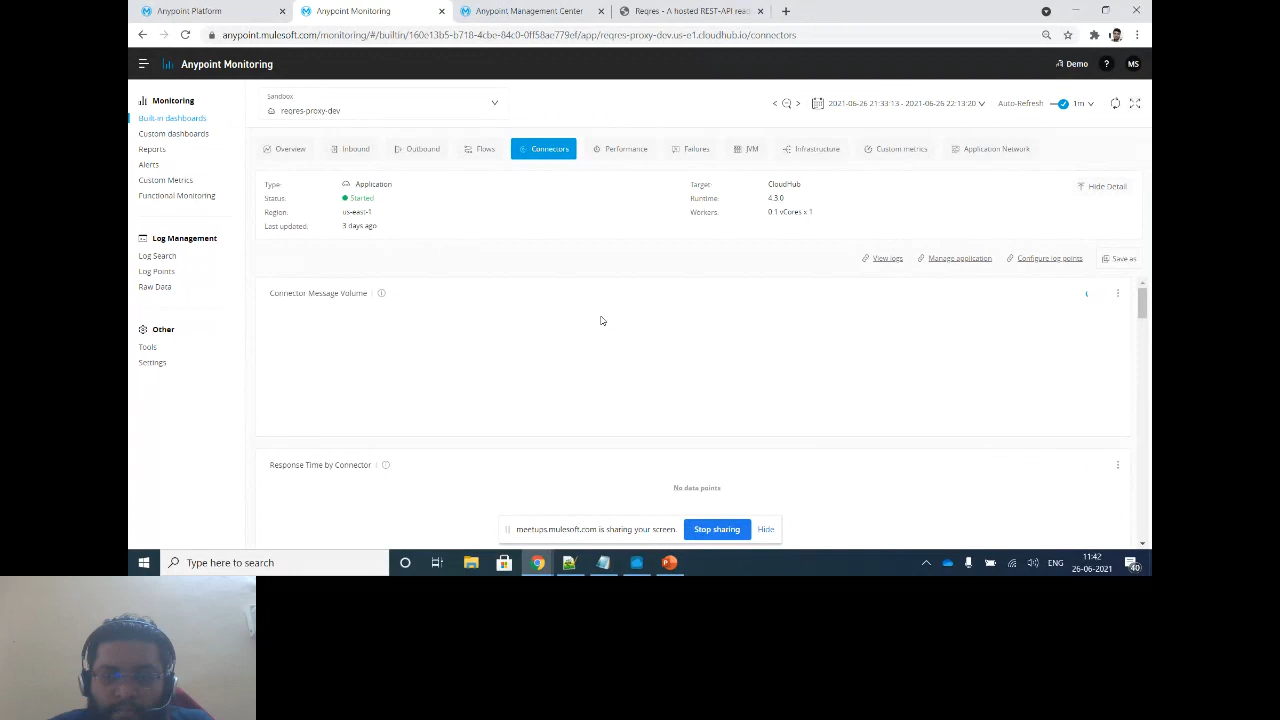 Anypoint Platform
Anypoint Monitoring
Anypoint Management Center
Reqres - A hosted REST-API read
anypoint.mulesoft.com/monitoring/#/builtin/160e13b5-b718-4cbe-84c0-0ff58ae779ef/app/reqres-proxy-dev.us-e1.cloudhub.io/connectors
Anypoint Monitoring
Demo
?
MS
Monitoring
Built-in dashboards
Custom dashboards
Reports
Alerts
Custom Metrics
Functional Monitoring
Log Management
Log Search
Log Points
Raw Data
Other
Tools
Settings
Sandbox
reqres-proxy-dev
2021-06-26 21:33:13 - 2021-06-26 22:13:20
Auto-Refresh
1m
Overview
Inbound
Outbound
Flows
Connectors
Performance
Failures
JVM
Infrastructure
Custom metrics
Application Network
Type: Application
Status: Started
Region: us-east-1
Last updated: 3 days ago
Target: CloudHub
Runtime: 4.3.0
Workers: 0.1 vCores x 1
Hide Detail
View logs
Manage application
Configure log points
Save as
Connector Message Volume
Response Time by Connector
No data points
meetups.mulesoft.com is sharing your screen.
Stop sharing
Hide
Type here to search
ENG
11:42
26-06-2021
40